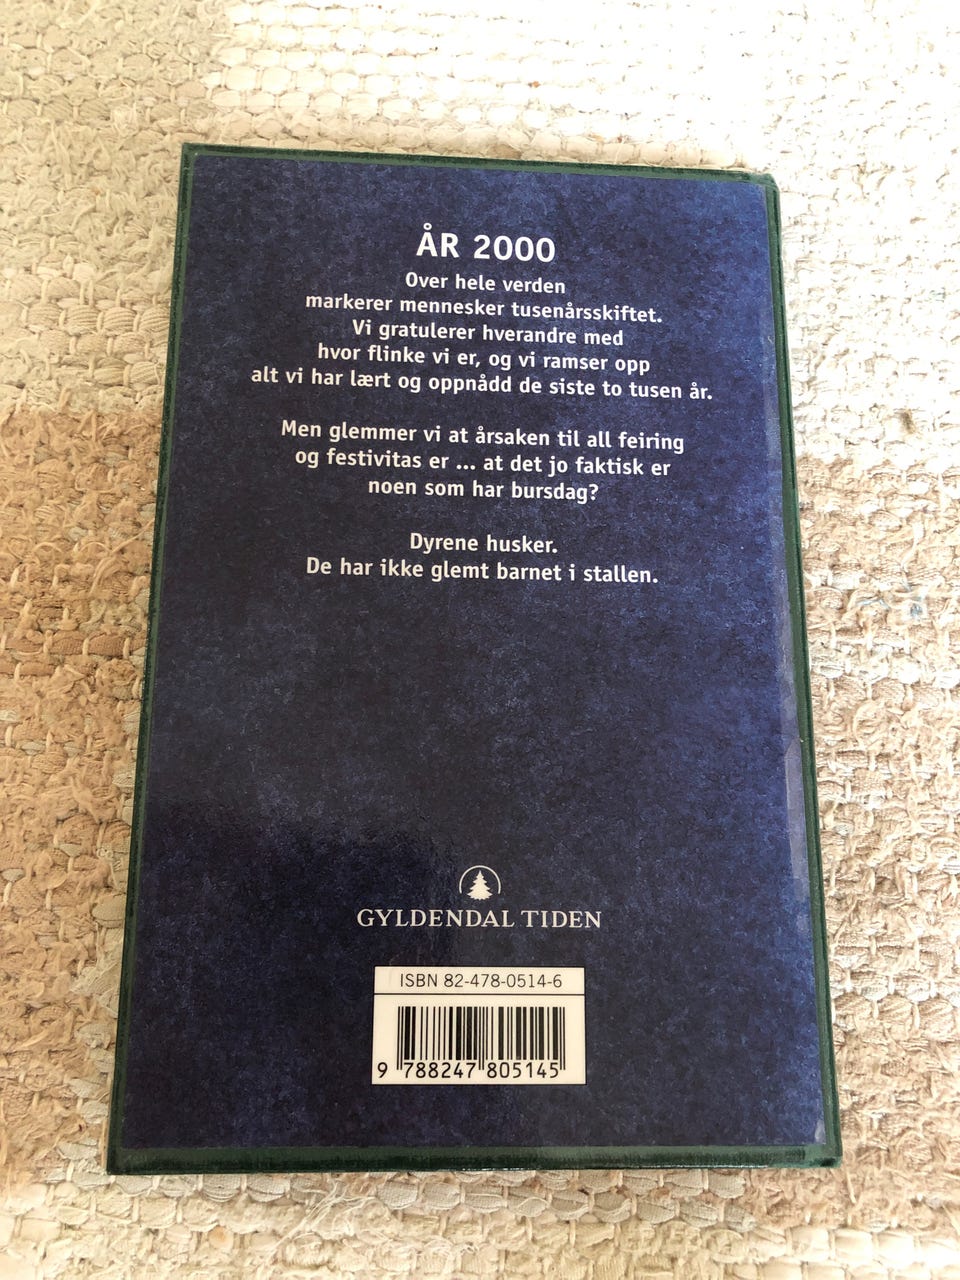 ÅR 2000
Over hele verden
markerer mennesker tusenårsskiftet.
Vi gratulerer hverandre med
hvor flinke vi er, og vi ramser opp
alt vi har lært og oppnådd de siste to tusen år.
Men glemmer vi at årsaken til all feiring
og festivitas er ... at det jo faktisk er
noen som har bursdag?
Dyrene husker.
De har ikke glemt barnet i stallen.
GYLDENDAL TIDEN
ISBN 82-478-0514-6
9 788247 805145